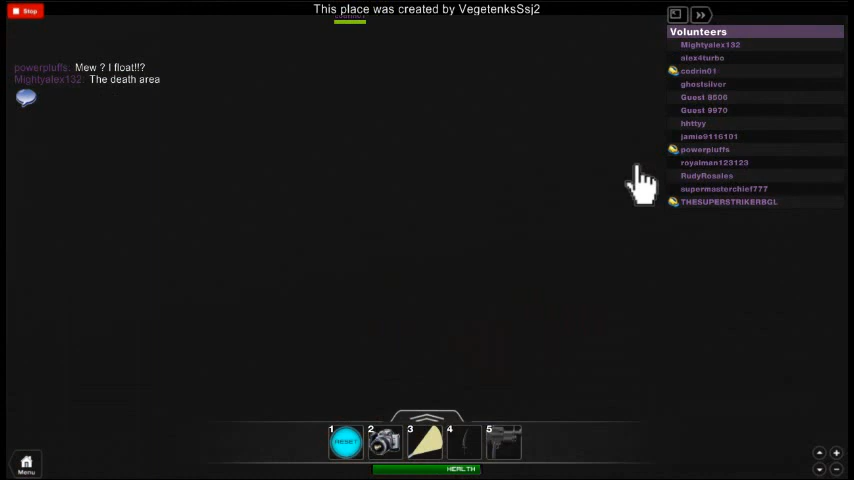 Stop
This place was created by VegetenksSsj2
powerpluffs: Mew ? I float!!?
Mightyalex132: The death area
Volunteers
Mightyalex132
alex4turbo
codrin01
ghostsilver
Guest 8506
Guest 9970
hhttyy
jamie9116101
powerpluffs
royalman123123
RudyRosales
supermasterchief777
THESUPERSTRIKERBGL
1 2 3 4 5
RESET
HEALTH
Menu